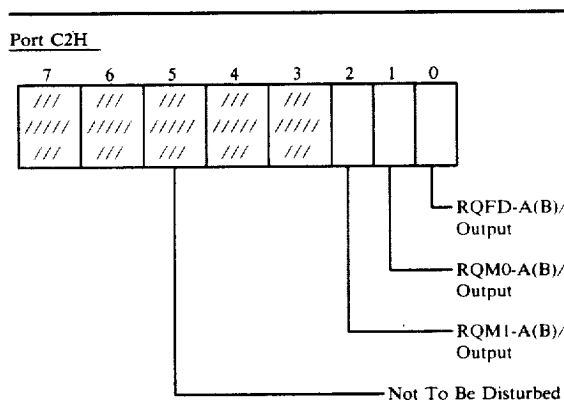 Port C2H
7 6 5 4 3 2 1 0
/// /// /// /// ///
///// ///// ///// ///// /////
/// /// /// /// ///
RQFD-A(B)/
Output
RQM0-A(B)/
Output
RQM1-A(B)/
Output
Not To Be Disturbed